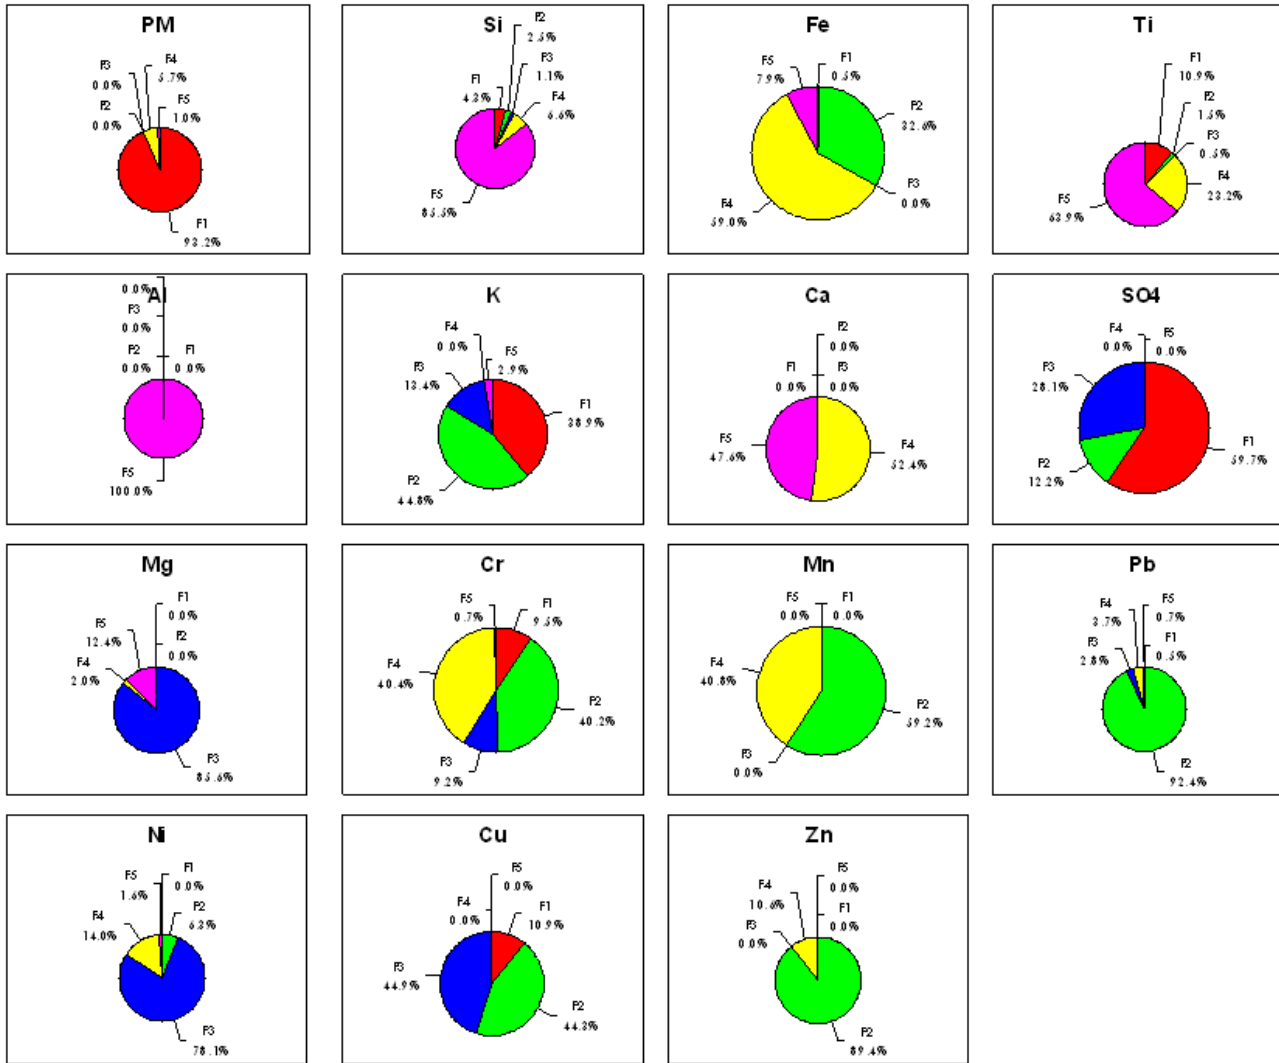 PM
F3
0.0%
F4
5.7%
F2
0.0%
F5
1.0%
F1
93.2%
Si
F2
2.5%
F3
1.1%
F1
4.3%
F4
6.6%
F5
85.5%
Fe
F5
7.9%
F1
0.5%
F2
32.6%
F3
0.0%
F4
59.0%
Ti
F1
10.9%
F2
1.5%
F3
0.5%
F4
23.2%
F5
63.9%
Al
0.0%
F3
0.0%
F2
0.0%
F1
0.0%
F5
100.0%
K
F4
0.0%
F5
2.9%
F3
13.4%
F1
38.9%
F2
44.8%
Ca
F2
0.0%
F1
0.0%
F3
0.0%
F5
47.6%
F4
52.4%
SO4
F4
0.0%
F5
0.0%
F3
28.1%
F1
59.7%
F2
12.2%
Mg
F1
0.0%
F5
12.4%
F2
0.0%
F4
2.0%
F3
85.6%
Cr
F5
0.7%
F1
9.5%
F4
40.4%
F2
40.2%
F3
9.2%
Mn
F5
0.0%
F1
0.0%
F4
40.8%
F2
59.2%
F3
0.0%
Pb
F4
3.7%
F5
0.7%
F3
2.8%
F1
0.5%
F2
92.4%
Ni
F5
1.6%
F1
0.0%
F4
14.0%
F2
6.3%
F3
78.1%
Cu
F5
0.0%
F4
0.0%
F1
10.9%
F3
44.9%
F2
44.3%
Zn
F5
0.0%
F4
10.6%
F1
0.0%
F3
0.0%
F2
89.4%